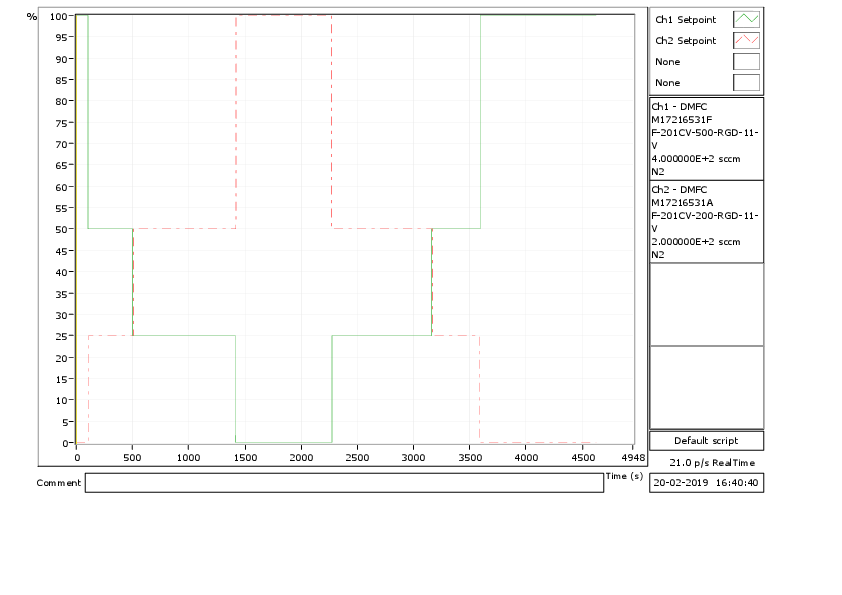 %
100
95
90
85
80
75
70
65
60
55
50
45
40
35
30
25
20
15
10
5
0
0 500 1000 1500 2000 2500 3000 3500 4000 4500 4948
Time (s)
Comment
Ch1 Setpoint
Ch2 Setpoint
None
None
Ch1 - DMFC
M17216531F
F-201CV-500-RGD-11-
V
4.000000E+2 sccm
N2
Ch2 - DMFC
M17216531A
F-201CV-200-RGD-11-
V
2.000000E+2 sccm
N2
Default script
21.0 p/s RealTime
20-02-2019 16:40:40